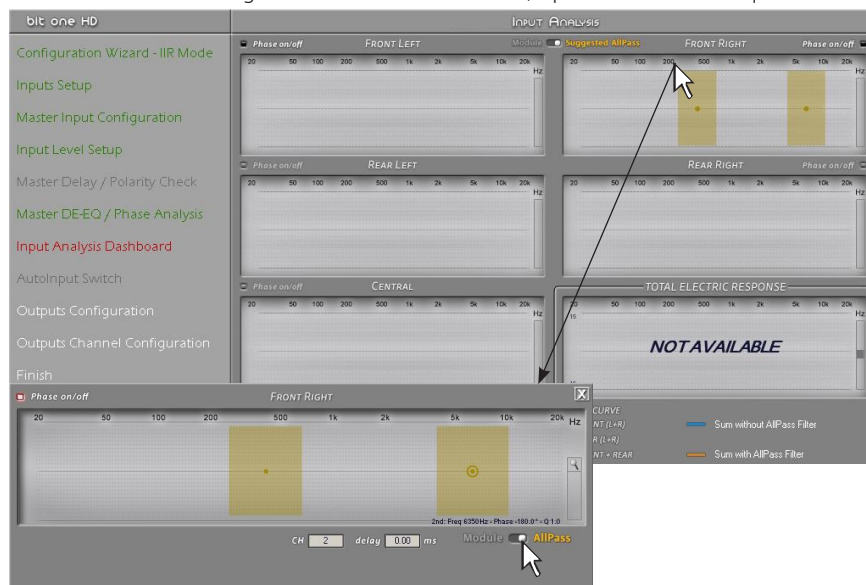 bit one HD
INPUT ANALYSIS
Configuration Wizard - IIR Mode
Inputs Setup
Master Input Configuration
Input Level Setup
Master Delay / Polarity Check
Master DE-EQ / Phase Analysis
Input Analysis Dashboard
AutoInput Switch
Outputs Configuration
Outputs Channel Configuration
Finish
Phase on/off FRONT LEFT Module Suggested AllPass FRONT RIGHT Phase on/off
20 50 100 200 500 1k 2k 5k 10k 20k
Hz
20 50 100 200 500 1k 2k 5k 10k 20k
Hz
Phase on/off REAR LEFT REAR RIGHT Phase on/off
20 50 100 200 500 1k 2k 5k 10k 20k
Hz
20 50 100 200 500 1k 2k 5k 10k 20k
Hz
Phase on/off CENTRAL TOTAL ELECTRIC RESPONSE
20 50 100 200 500 1k 2k 5k 10k 20k
Hz
20 50 100 200 500 1k 2k 5k 10k 20k
Hz
15
NOT AVAILABLE
CURVE
NT (L+R) Sum without AllPass Filter
R (L+R)
NT + REAR Sum with AllPass Filter
Phase on/off FRONT RIGHT X
20 50 100 200 500 1k 2k 5k 10k 20k Hz
2nd: Freq 6350Hz - Phase -180.0° - Q 1.0
CH 2 delay 0.00 ms Module AllPass